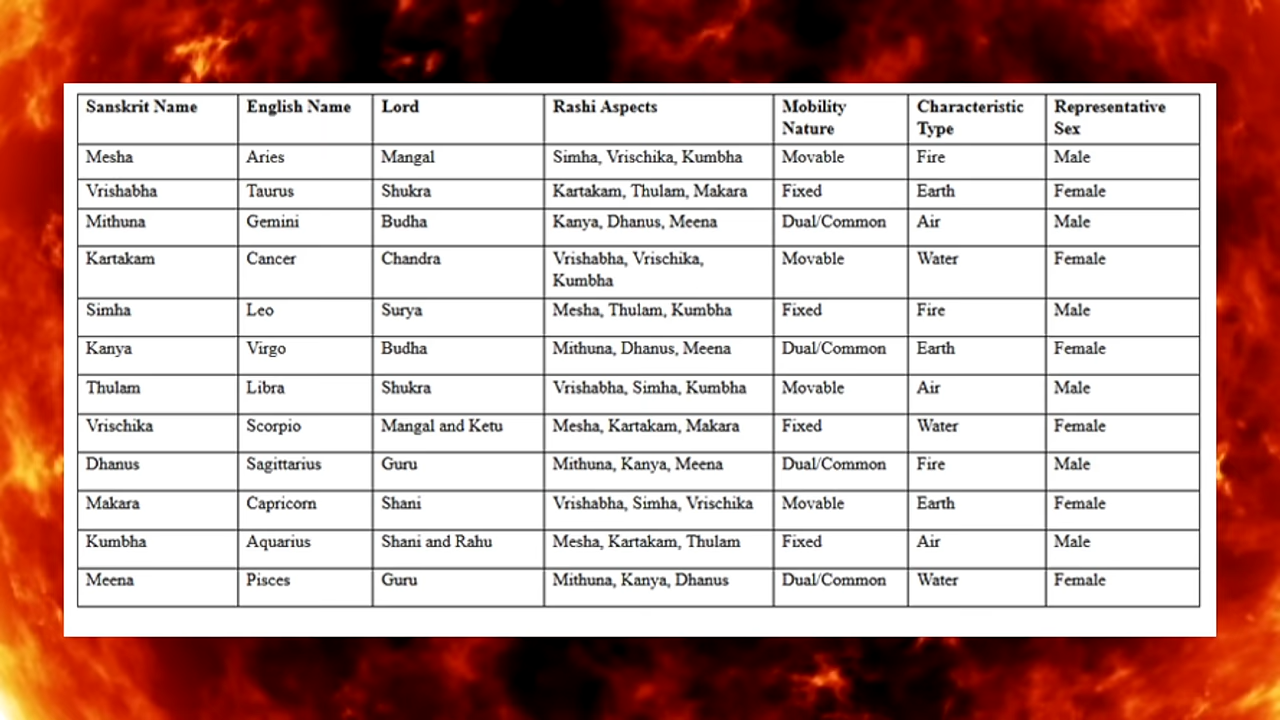 Sanskrit Name English Name Lord Rashi Aspects Mobility Nature Characteristic Type Representative Sex
Mesha Aries Mangal Simha, Vrischika, Kumbha Movable Fire Male
Vrishabha Taurus Shukra Kartakam, Thulam, Makara Fixed Earth Female
Mithuna Gemini Budha Kanya, Dhanus, Meena Dual/Common Air Male
Kartakam Cancer Chandra Vrishabha, Vrischika, Kumbha Movable Water Female
Simha Leo Surya Mesha, Thulam, Kumbha Fixed Fire Male
Kanya Virgo Budha Mithuna, Dhanus, Meena Dual/Common Earth Female
Thulam Libra Shukra Vrishabha, Simha, Kumbha Movable Air Male
Vrischika Scorpio Mangal and Ketu Mesha, Kartakam, Makara Fixed Water Female
Dhanus Sagittarius Guru Mithuna, Kanya, Meena Dual/Common Fire Male
Makara Capricorn Shani Vrishabha, Simha, Vrischika Movable Earth Female
Kumbha Aquarius Shani and Rahu Mesha, Kartakam, Thulam Fixed Air Male
Meena Pisces Guru Mithuna, Kanya, Dhanus Dual/Common Water Female